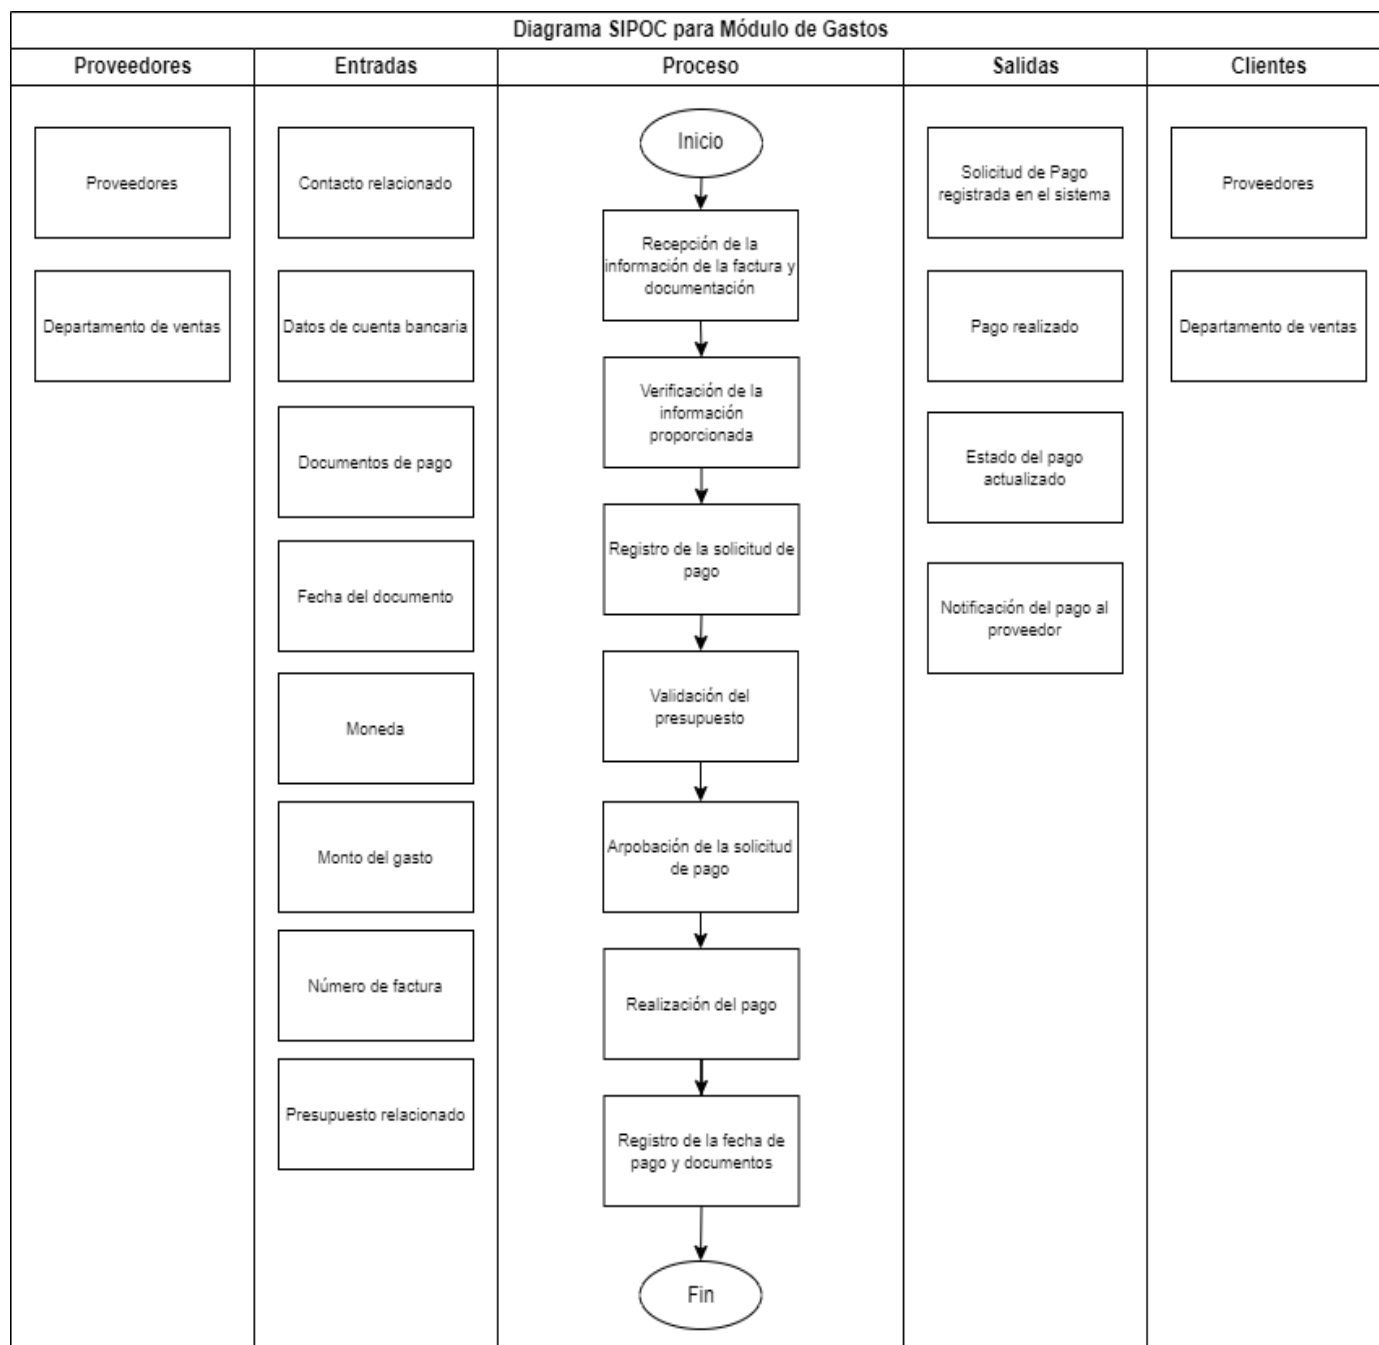 Diagrama SIPOC para Módulo de Gastos
Proveedores
Entradas
Proceso
Salidas
Clientes
Proveedores
Departamento de ventas
Contacto relacionado
Datos de cuenta bancaria
Documentos de pago
Fecha del documento
Moneda
Monto del gasto
Número de factura
Presupuesto relacionado
Inicio
Recepción de la
información de la factura y
documentación
Verificación de la
información
proporcionada
Registro de la solicitud de
pago
Validación del
presupuesto
Arpobación de la solicitud
de pago
Realización del pago
Registro de la fecha de
pago y documentos
Fin
Solicitud de Pago
registrada en el sistema
Pago realizado
Estado del pago
actualizado
Notificación del pago al
proveedor
Proveedores
Departamento de ventas